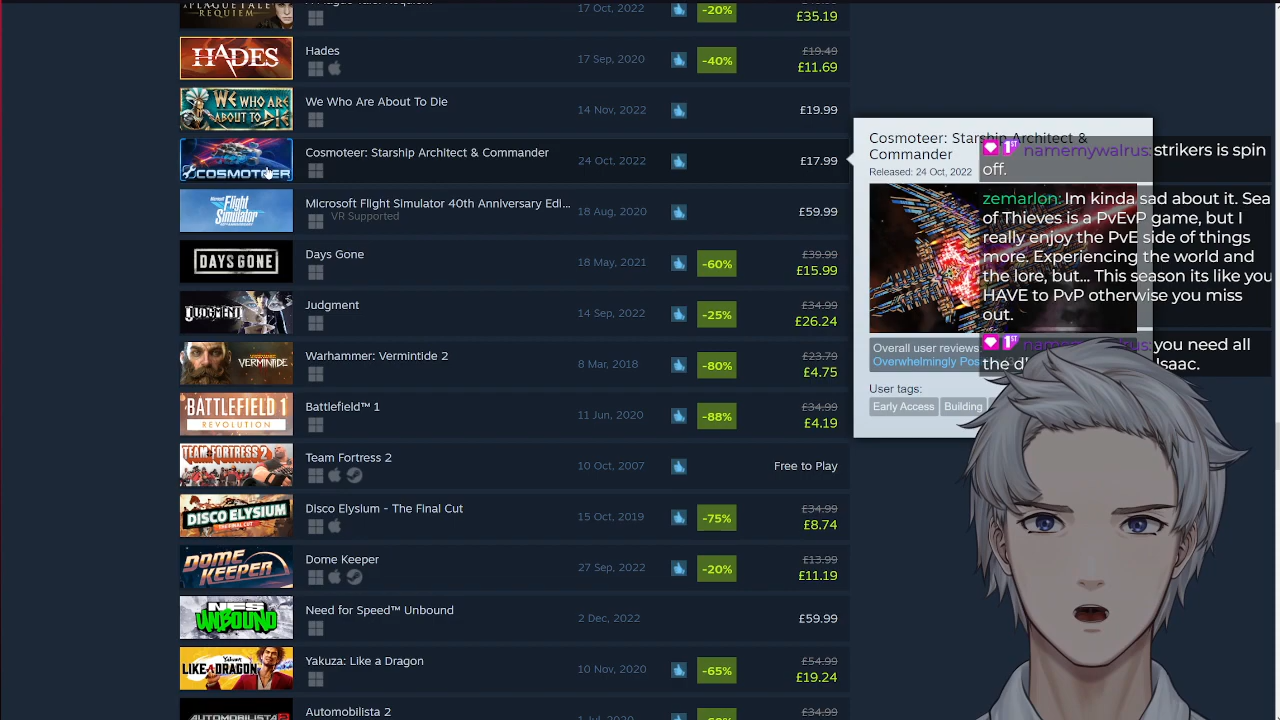 A PLAGUE TALE
REQUIEM
17 Oct, 2022
-20%
£35.19
HADES
Hades
17 Sep, 2020
-40%
£19.49
£11.69
WE WHO ARE
ABOUT TO DIE
We Who Are About To Die
14 Nov, 2022
£19.99
COSMOTEER
Starship Architect & Commander
24 Oct, 2022
£17.99
Microsoft
Flight
Simulator
Microsoft Flight Simulator 40th Anniversary Edi...
VR Supported
18 Aug, 2020
£59.99
DAYS GONE
Days Gone
18 May, 2021
-60%
£39.99
£15.99
JUDGMENT
Judgment
14 Sep, 2022
-25%
£34.99
£26.24
VERMINTIDE
Warhammer: Vermintide 2
8 Mar, 2018
-80%
£23.79
£4.75
BATTLEFIELD 1
REVOLUTION
Battlefield™ 1
11 Jun, 2020
-88%
£34.99
£4.19
TEAM FORTRESS 2
Team Fortress 2
10 Oct, 2007
Free to Play
DISCO ELYSIUM
THE FINAL CUT
Disco Elysium - The Final Cut
15 Oct, 2019
-75%
£34.99
£8.74
DOME
KEEPER
Dome Keeper
27 Sep, 2022
-20%
£13.99
£11.19
NFS
UNBOUND
Need for Speed™ Unbound
2 Dec, 2022
£59.99
Yakuza
LIKE A DRAGON
Yakuza: Like a Dragon
10 Nov, 2020
-65%
£54.99
£19.24
AUTOMOBILISTA 2
Automobilista 2
£34.99
Cosmoteer: Starship Architect &
Commander
Released: 24 Oct, 2022
Overall user reviews:
Overwhelmingly Pos
User tags:
Early Access Building
namemywalrus: strikers is spin
off.
zemarlon: Im kinda sad about it. Sea
of Thieves is a PvEvP game, but I
really enjoy the PvE side of things
more. Experiencing the world and
the lore, but... This season its like you
HAVE to PvP otherwise you miss
out.
namemywalrus: you need all
the d Isaac.